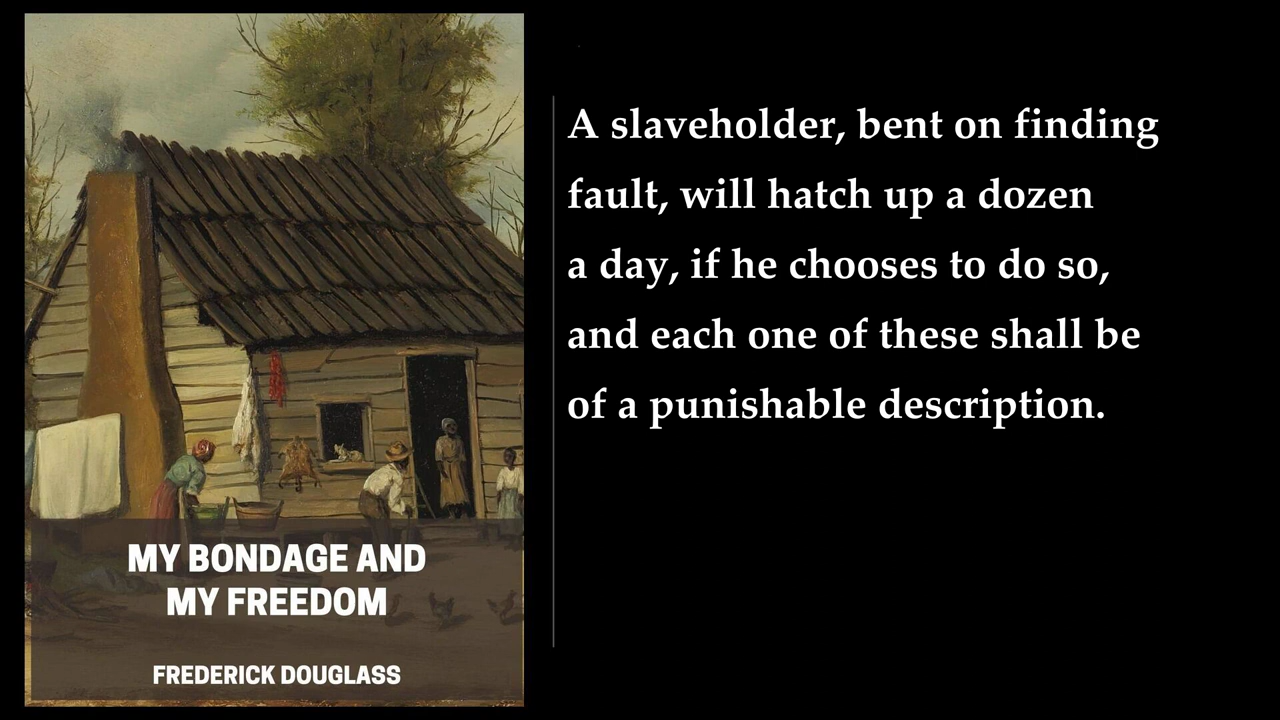 MY BONDAGE AND
MY FREEDOM
FREDERICK DOUGLASS
A slaveholder, bent on finding
fault, will hatch up a dozen
a day, if he chooses to do so,
and each one of these shall be
of a punishable description.